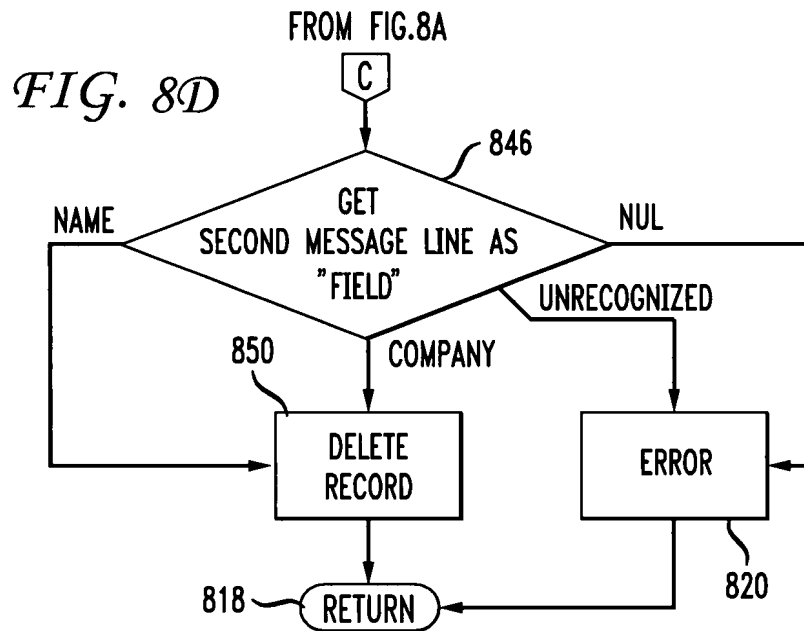 FROM FIG.8A
C
FIG. 8D
846
NAME
GET
SECOND MESSAGE LINE AS
"FIELD"
NUL
UNRECOGNIZED
COMPANY
850
DELETE
RECORD
ERROR
820
818
RETURN